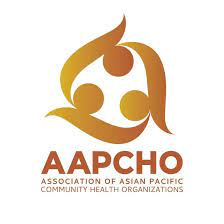 AAPCHO
ASSOCIATION OF ASIAN PACIFIC
COMMUNITY HEALTH ORGANIZATIONS